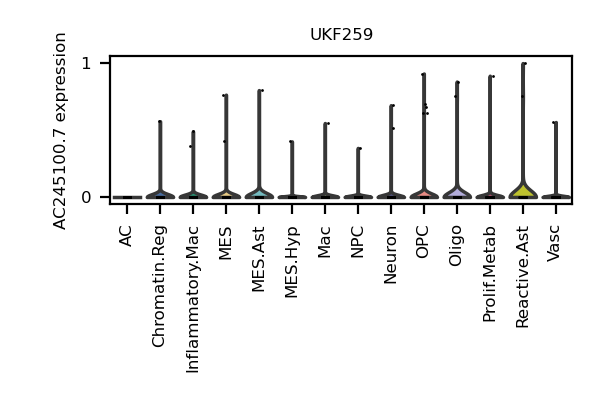 UKF259
AC245100.7 expression
1
0
AC
Chromatin.Reg
Inflammatory.Mac
MES
MES.Ast
MES.Hyp
Mac
NPC
Neuron
OPC
Oligo
Prolif.Metab
Reactive.Ast
Vasc